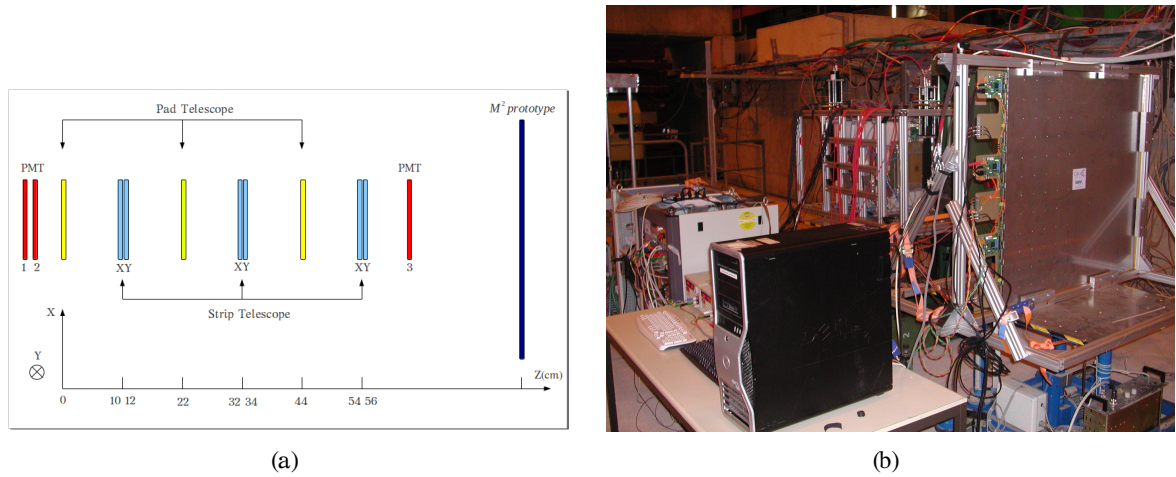 Pad Telescope
M² prototype
PMT
PMT
1 2
XY
XY
XY
3
Strip Telescope
X
Y
Z(cm)
0
10 12
22
32 34
44
54 56
(a)
(b)